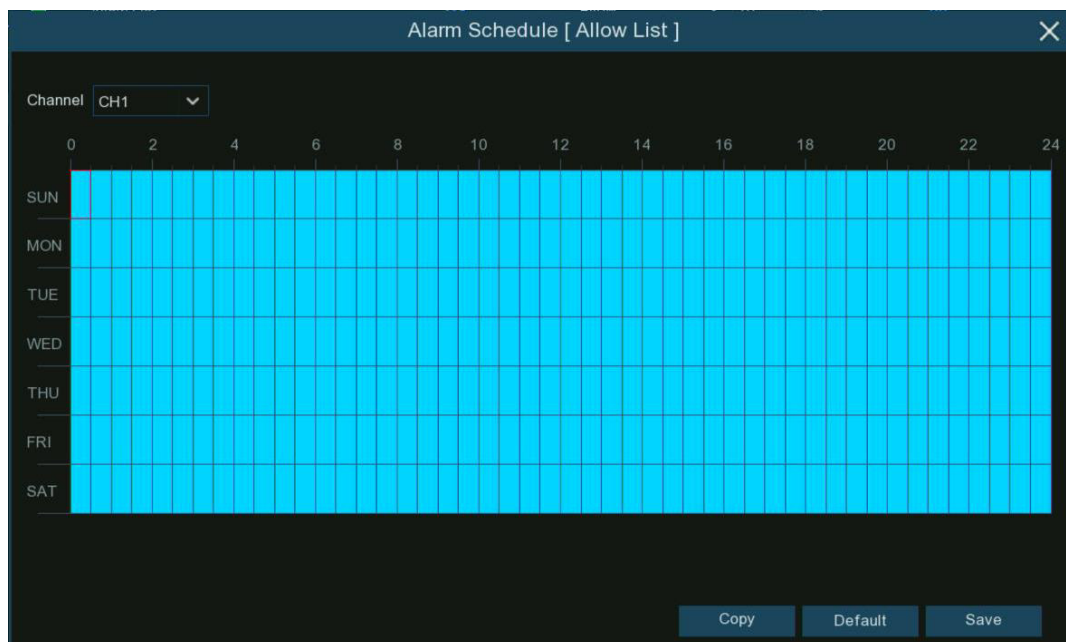 Alarm Schedule [ Allow List ]
Channel CH1
0 2 4 6 8 10 12 14 16 18 20 22 24
SUN
MON
TUE
WED
THU
FRI
SAT
Copy Default Save